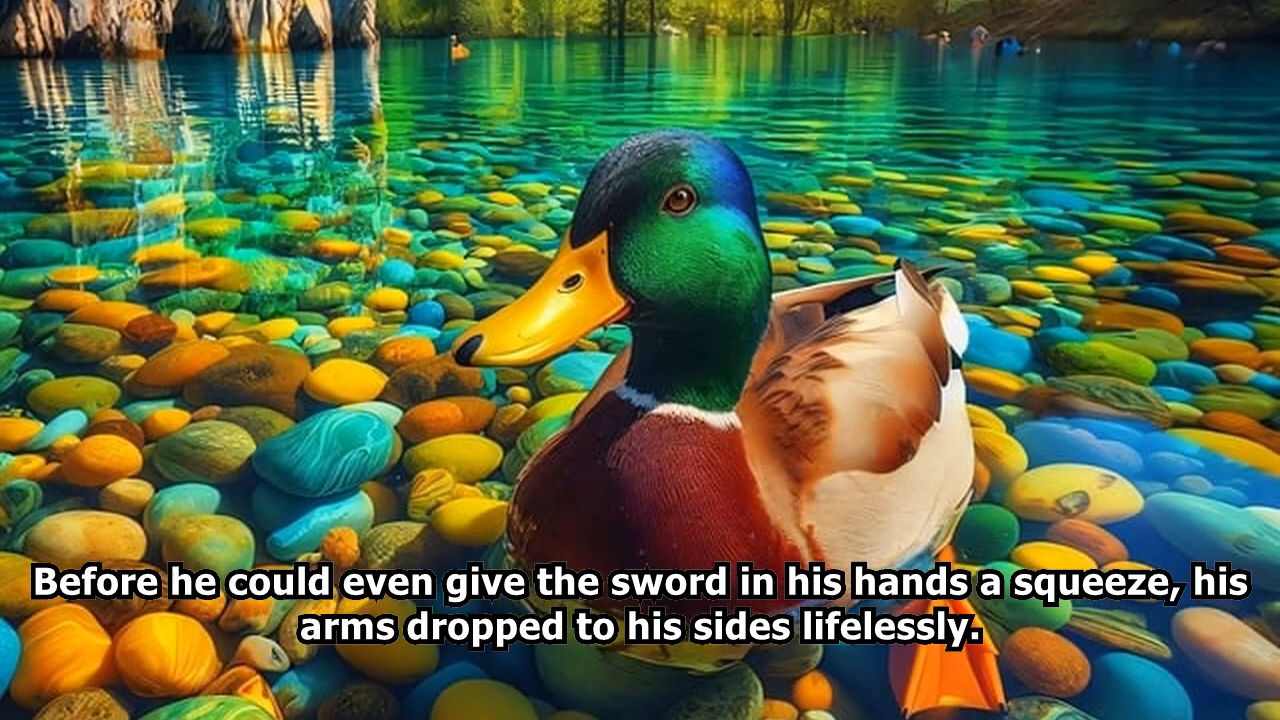 Before he could even give the sword in his hands a squeeze, his
arms dropped to his sides lifelessly.